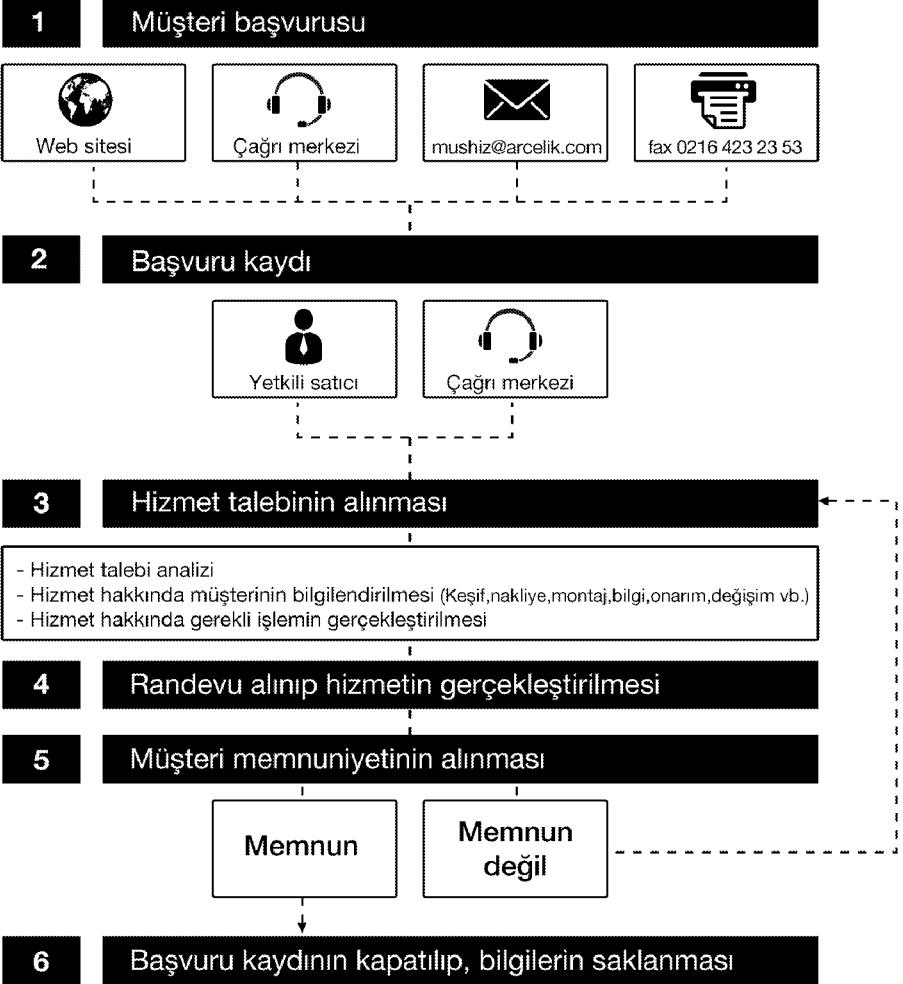 1 Müşteri başvurusu
Web sitesi
Çağrı merkezi
mushiz@arcelik.com
fax 0216 423 23 53
2 Başvuru kaydı
Yetkili satıcı
Çağrı merkezi
3 Hizmet talebinin alınması
- Hizmet talebi analizi
- Hizmet hakkında müşterinin bilgilendirilmesi (Keşif,nakliye,montaj,bilgi,onarım,değişim vb.)
- Hizmet hakkında gerekli işlemin gerçekleştirilmesi
4 Randevu alınıp hizmetin gerçekleştirilmesi
5 Müşteri memnuniyetinin alınması
Memnun
Memnun
değil
6 Başvuru kaydının kapatılıp, bilgilerin saklanması